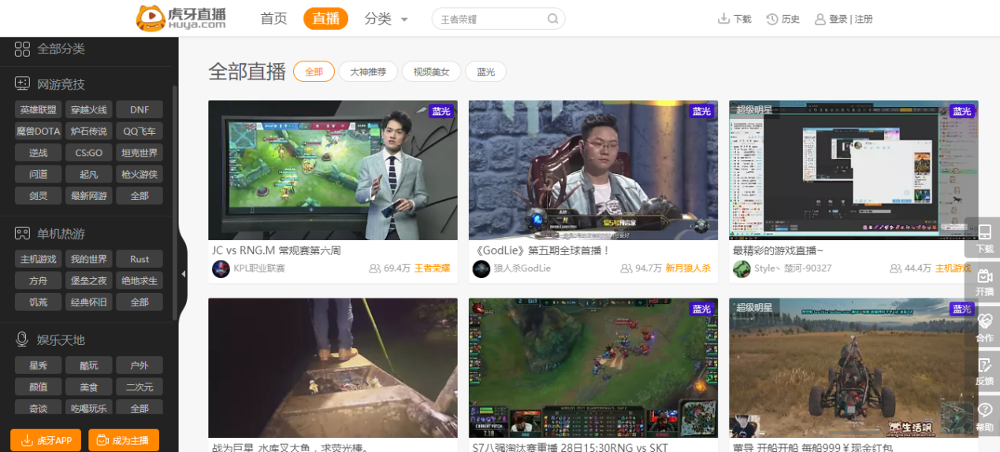 虎牙直播
HUYA.com
首页
直播
分类
王者荣耀
下载
历史
登录 | 注册
全部分类
网游竞技
英雄联盟 穿越火线 DNF
魔兽DOTA 炉石传说 QQ飞车
逆战 CS:GO 坦克世界
问道 起凡 枪火游侠
剑灵 最新网游 全部
单机热游
主机游戏 我的世界 Rust
方舟 堡垒之夜 绝地求生
饥荒 经典怀旧 全部
娱乐天地
星秀 酷玩 户外
颜值 美食 二次元
奇谈 吃喝玩乐 全部
虎牙APP 成为主播
全部直播 全部 大神推荐 视频美女 蓝光
蓝光
JC vs RNG.M 常规赛第六周
KPL职业联赛 69.4万 王者荣耀
蓝光
《GodLie》第五期全球首播！
狼人杀GodLie 94.7万 新月狼人杀
超级明星 蓝光
最精彩的游戏直播~
Style丶楚河-90327 44.4万 主机游戏
战为巨星 水库叉大鱼，求荧光棒。
2 SKT MSF 2
蓝光
CURRENT PATCH
7.18
S7八强淘汰赛重播 28日15:30RNG vs SKT
超级明星 蓝光
生活讯
董导 开船开船 每船999￥现金红包
下载
开播
合作
反馈
帮助